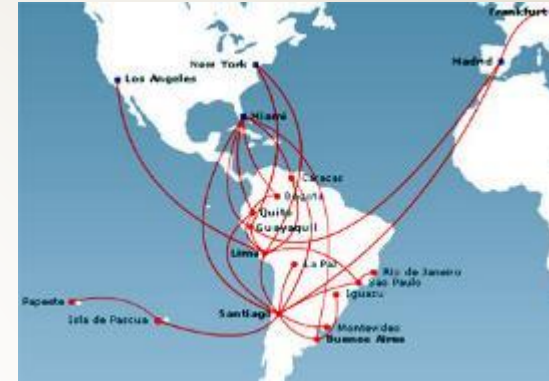 Frankfurt
New York
Madrid
Los Angeles
Miami
Caracas
Bogota
Quito
Guayaquil
Lima
La Paz
Rio de Janeiro
Sao Paulo
Iguazu
Papeete
Isla de Pascua
Santiago
Montevideo
Buenos Aires